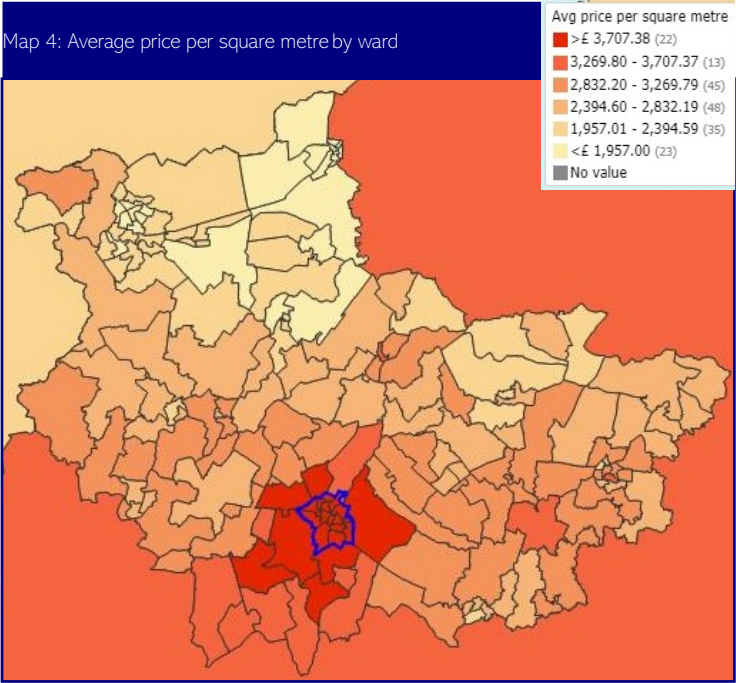 Map 4: Average price per square metre by ward
Avg price per square metre
>£ 3,707.38 (22)
3,269.80 - 3,707.37 (13)
2,832.20 - 3,269.79 (45)
2,394.60 - 2,832.19 (48)
1,957.01 - 2,394.59 (35)
<£ 1,957.00 (23)
No value